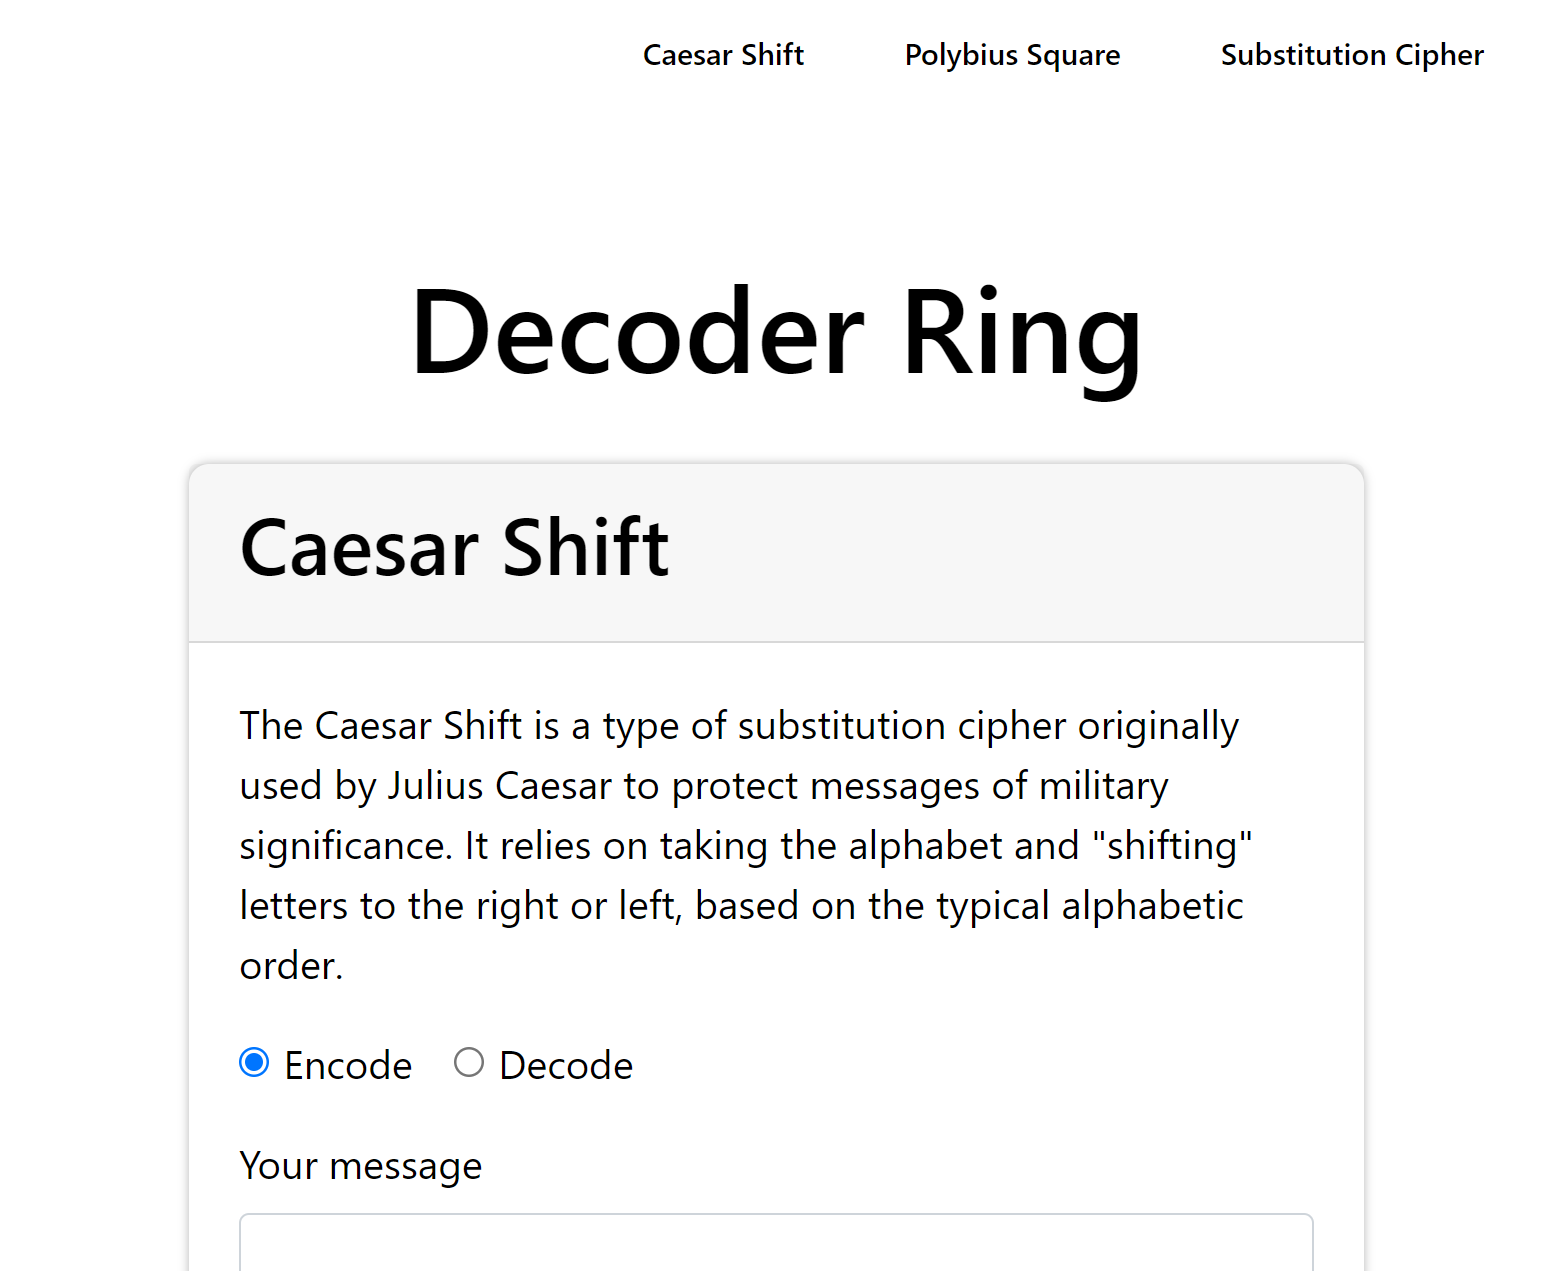 Caesar Shift Polybius Square Substitution Cipher
Decoder Ring
Caesar Shift
The Caesar Shift is a type of substitution cipher originally
used by Julius Caesar to protect messages of military
significance. It relies on taking the alphabet and "shifting"
letters to the right or left, based on the typical alphabetic
order.
Encode Decode
Your message